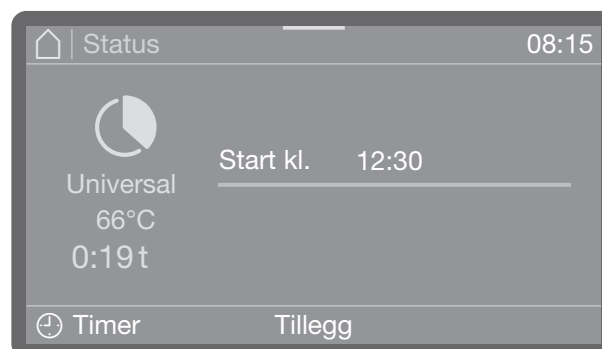 Status 08:15
Start kl. 12:30
Universal
66°C
0:19 t
Timer Tillegg